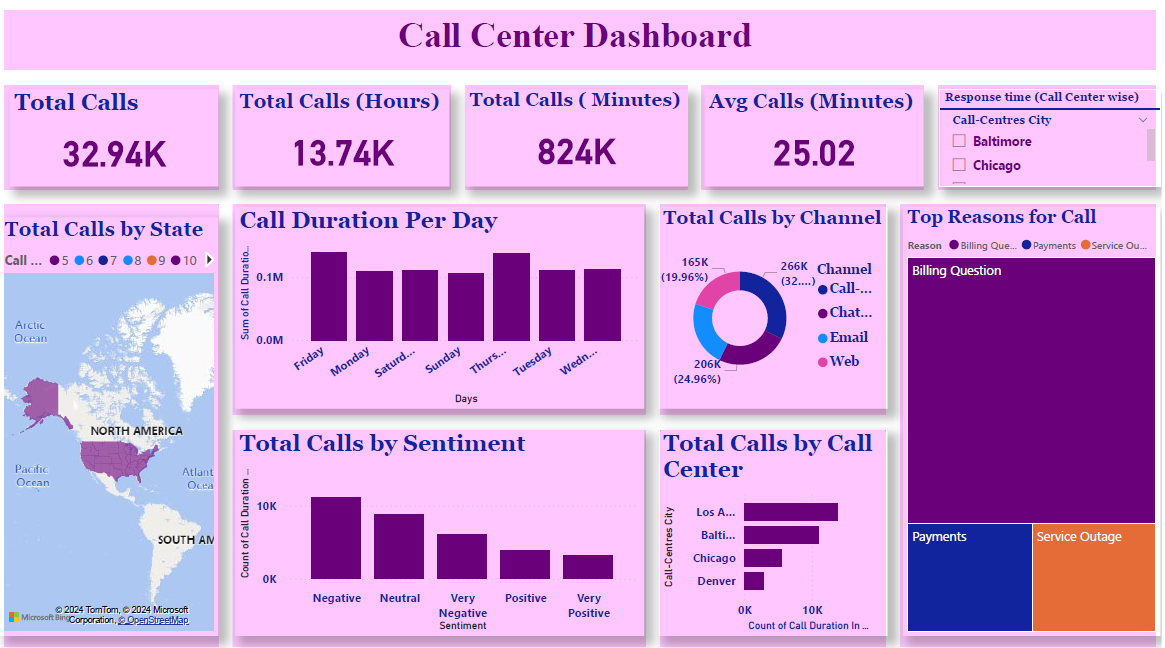 Call Center Dashboard
Total Calls
32.94K
Total Calls (Hours)
13.74K
Total Calls ( Minutes)
824K
Avg Calls (Minutes)
25.02
Response time (Call Center wise)
Call-Centres City
Baltimore
Chicago
Total Calls by State
Call ... 5 6 7 8 9 10
Arctic
Ocean
NORTH AMERICA
Pacific
Ocean
Atlant
Ocea
SOUTH AM
Microsoft Bing
© 2024 TomTom, © 2024 Microsoft
Corporation, © OpenStreetMap
Call Duration Per Day
Sum of Call Duratio...
0.1M
0.0M
Friday
Monday
Saturd...
Sunday
Thurs...
Tuesday
Wedn...
Days
Total Calls by Channel
165K
(19.96%)
266K
(32....)
206K
(24.96%)
Channel
Call-...
Chat...
Email
Web
Top Reasons for Call
Reason Billing Que... Payments Service Ou...
Billing Question
Payments
Service Outage
Total Calls by Sentiment
Count of Call Duration ...
10K
0K
Negative
Neutral
Very
Negative
Positive
Very
Positive
Sentiment
Total Calls by Call
Center
Call-Centres City
Los A...
Balti...
Chicago
Denver
0K
10K
Count of Call Duration In ...